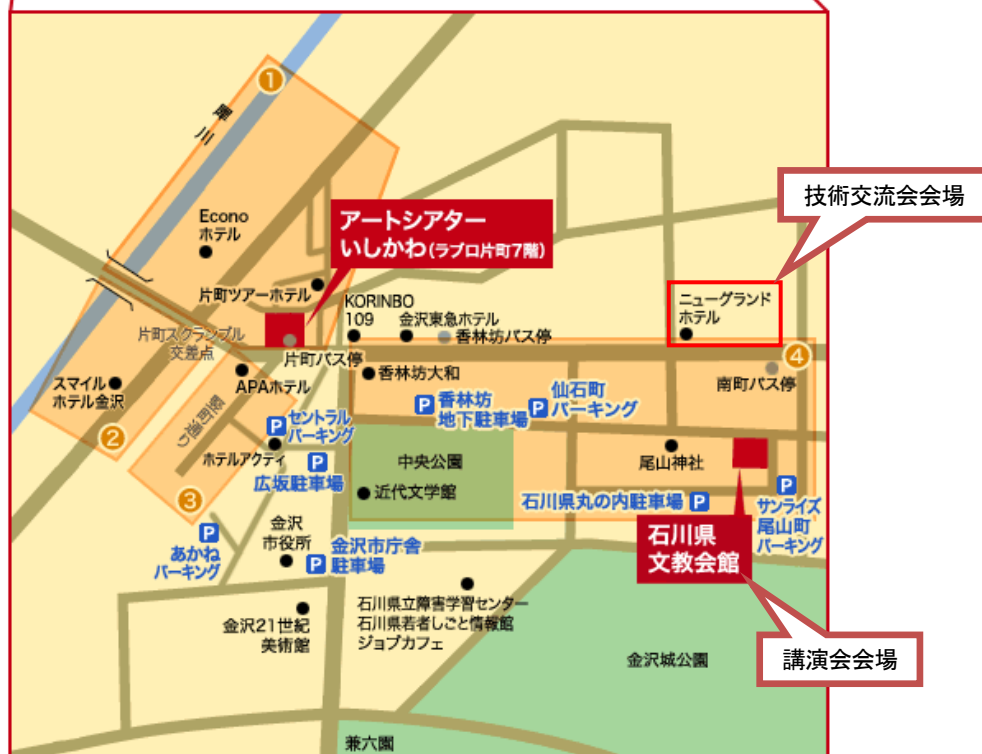 1
犀川
技術交流会会場
Econo
ホテル
アートシアター
いしかわ(ラブロ片町7階)
片町ツアーホテル
KORINBO
109
金沢東急ホテル
香林坊バス停
ニューグランド
ホテル
片町スクランブル
交差点
片町バス停
4
南町バス停
スマイル
ホテル金沢
APAホテル
香林坊大和
竪町通り
P 香林坊
地下駐車場
P 仙石町
パーキング
P セントラル
パーキング
2
ホテルアクティ
P
広坂駐車場
中央公園
近代文学館
尾山神社
3
石川県丸の内駐車場 P
P
サンライズ
尾山町
パーキング
P
あかね
パーキング
金沢
市役所
P 金沢市庁舎
駐車場
石川県
文教会館
金沢21世紀
美術館
石川県立障害学習センター
石川県若者しごと情報館
ジョブカフェ
講演会会場
金沢城公園
兼六園